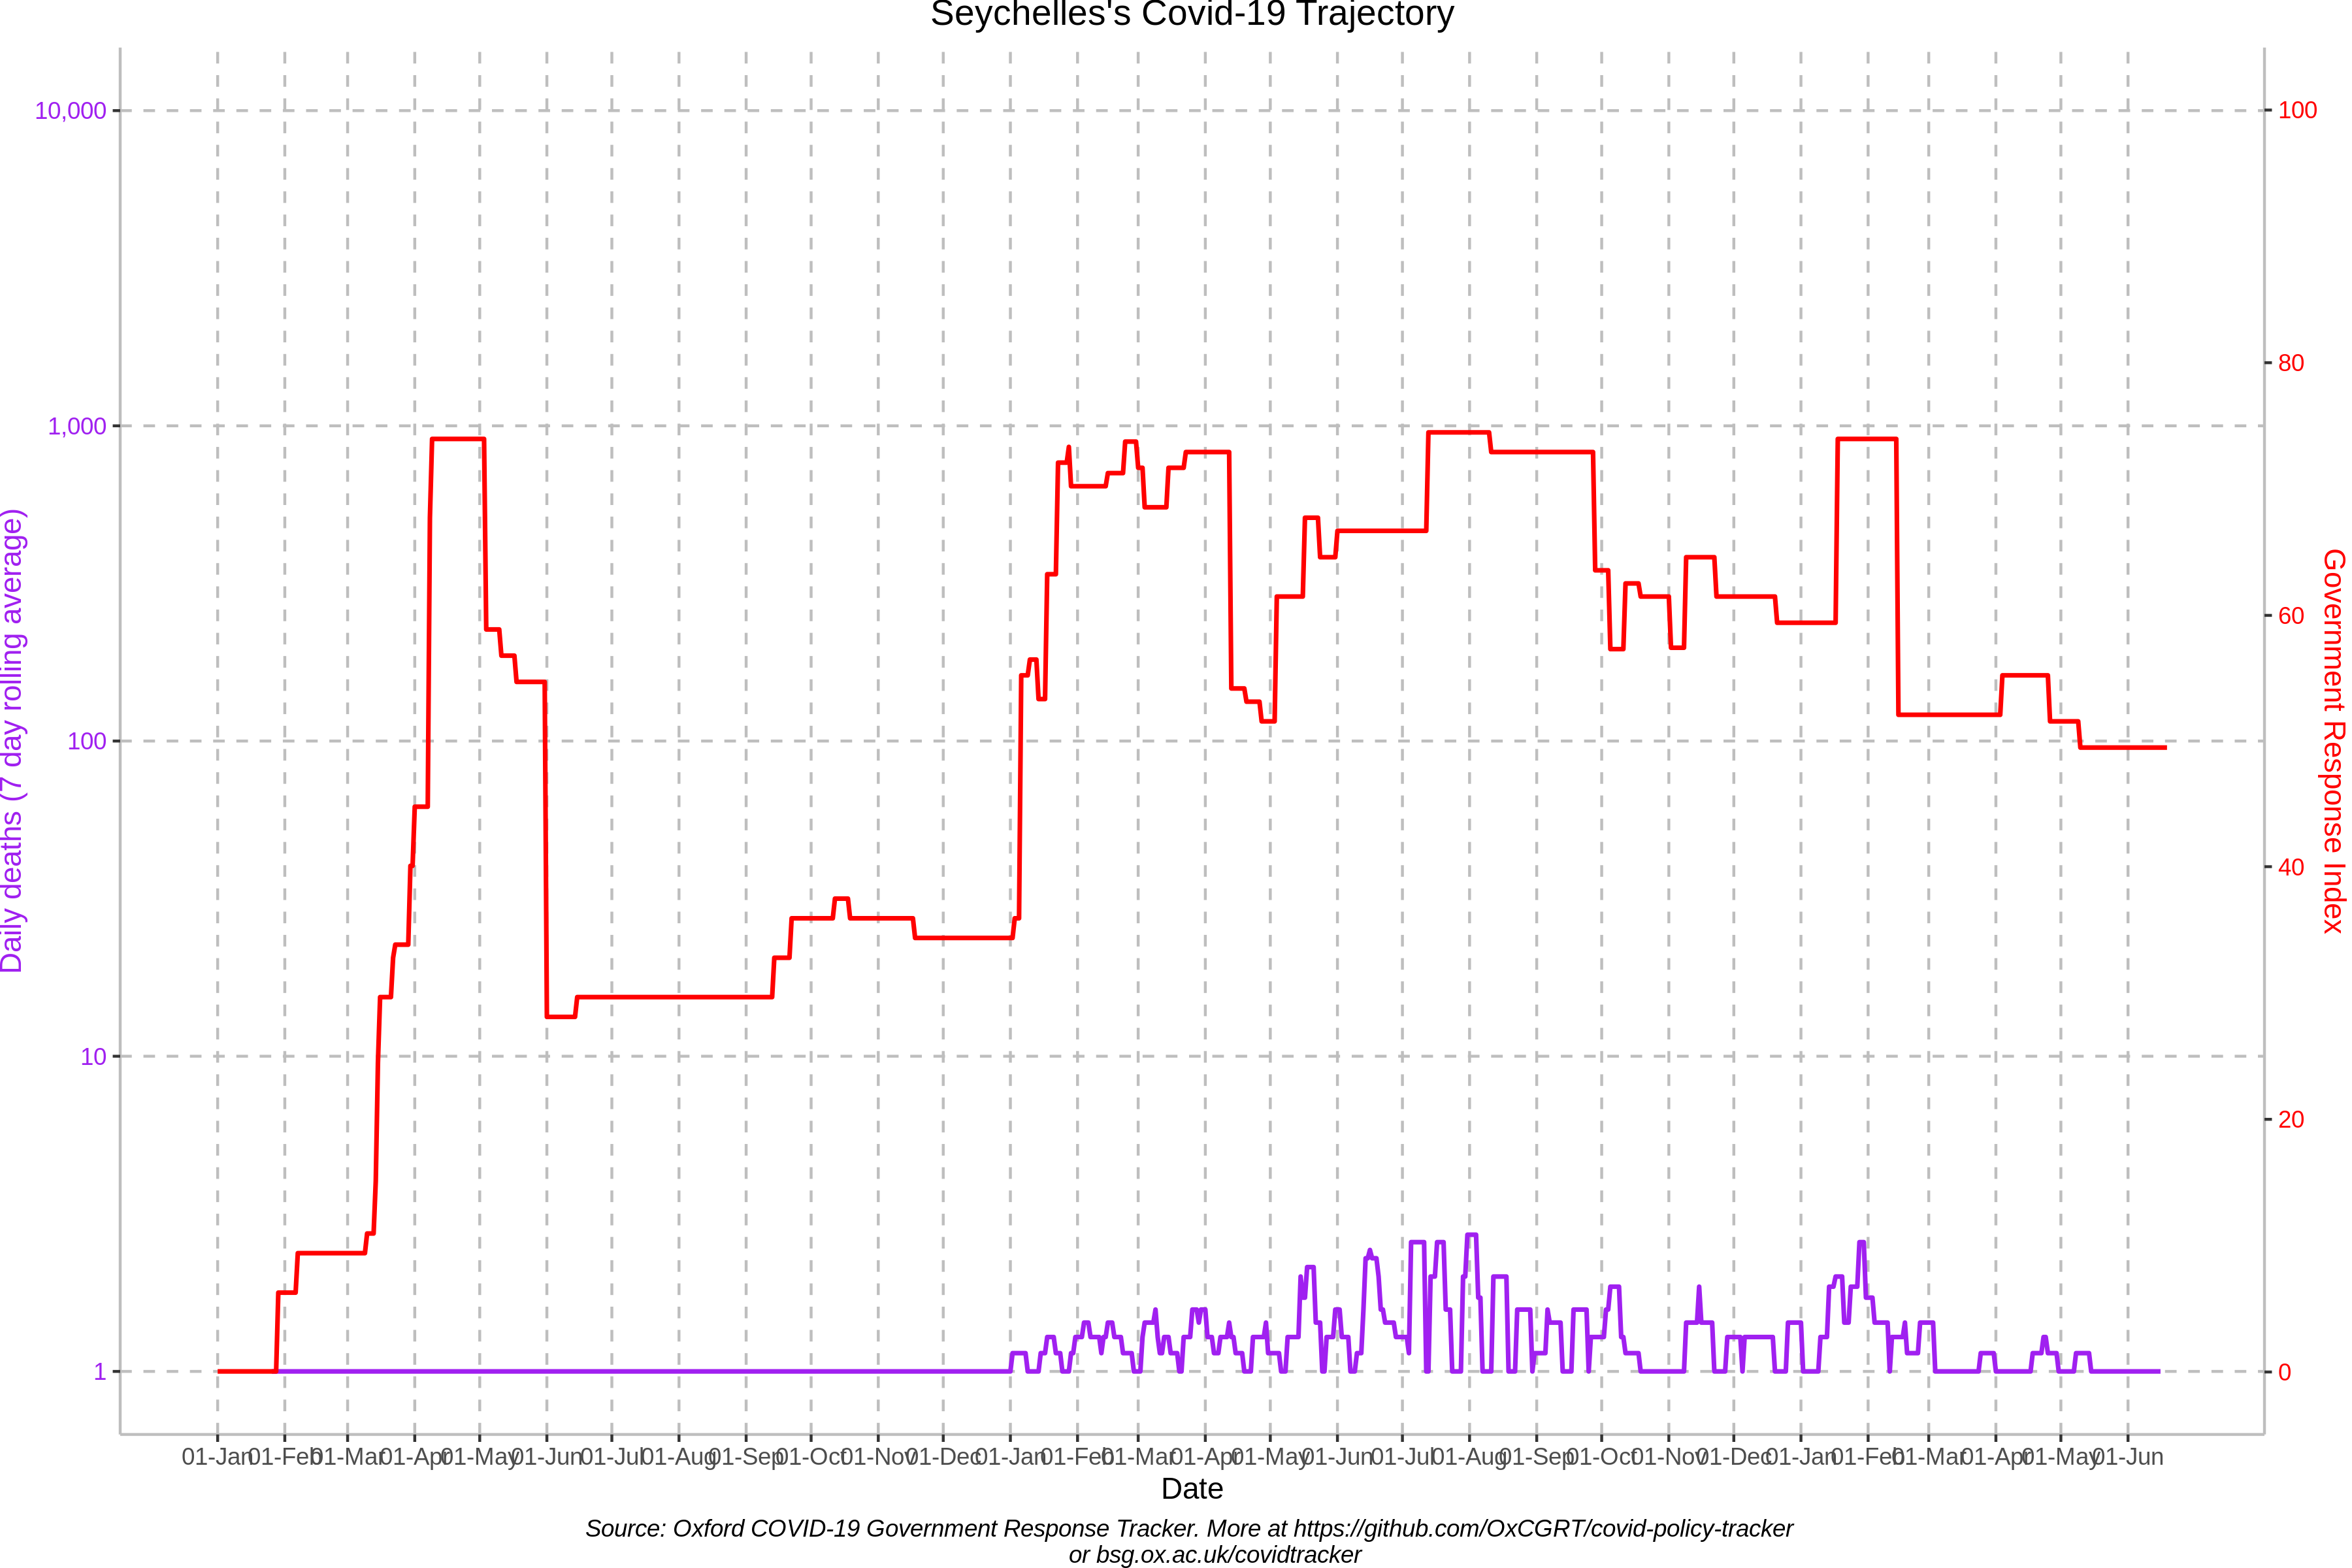 Seychelles's Covid-19 Trajectory
10,000
1,000
100
10
1
Daily deaths (7 day rolling average)
100
80
60
40
20
0
Government Response Index
01-Jan 01-Feb 01-Mar 01-Apr 01-May 01-Jun 01-Jul 01-Aug 01-Sep 01-Oct 01-Nov 01-Dec 01-Jan 01-Feb 01-Mar 01-Apr 01-May 01-Jun 01-Jul 01-Aug 01-Sep 01-Oct 01-Nov 01-Dec 01-Jan 01-Feb 01-Mar 01-Apr 01-May 01-Jun
Date
Source: Oxford COVID-19 Government Response Tracker. More at https://github.com/OxCGRT/covid-policy-tracker
or bsg.ox.ac.uk/covidtracker